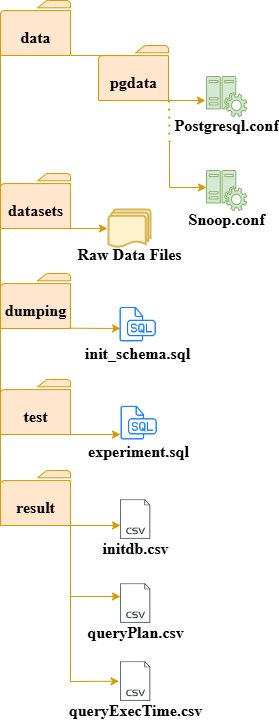 data
pgdata
Postgresql.conf
Snoop.conf
datasets
Raw Data Files
dumping
SQL
init_schema.sql
test
SQL
experiment.sql
result
CSV
initdb.csv
CSV
queryPlan.csv
CSV
queryExecTime.csv